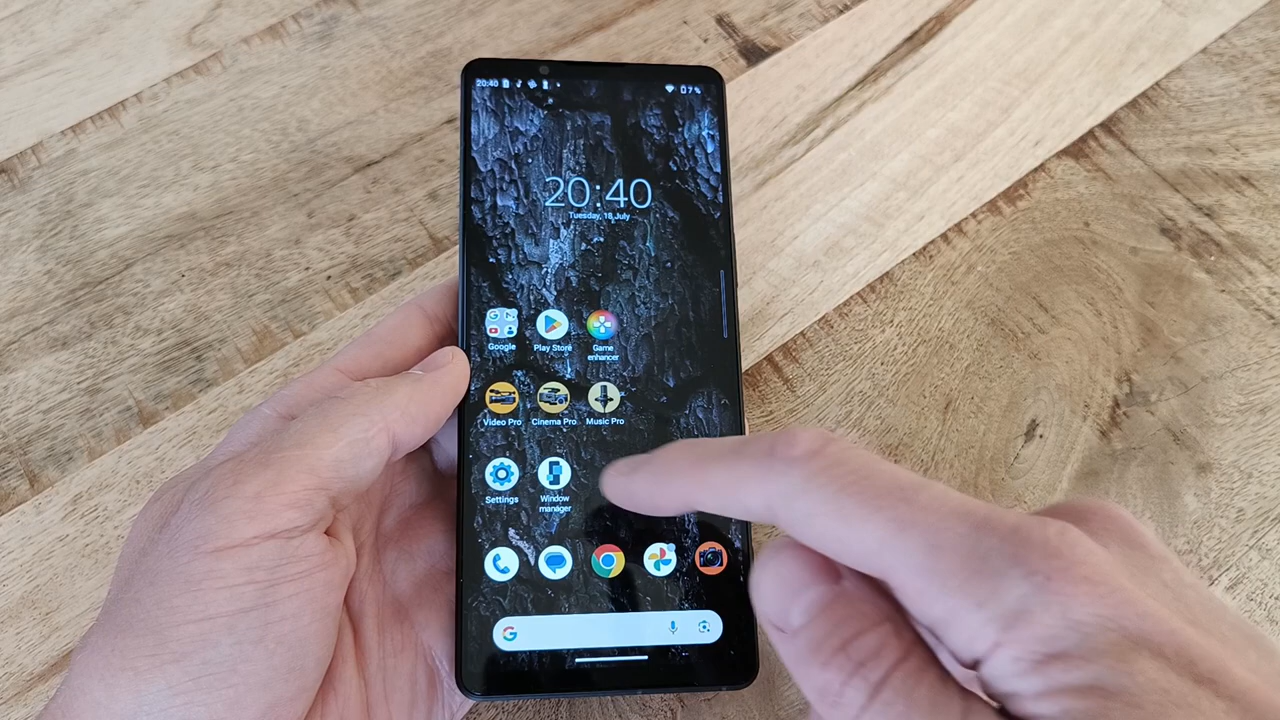 20:40
7%
20:40
Tuesday, 18 July
Google
Play Store
Game enhancer
Video Pro
Cinema Pro
Music Pro
Settings
Window manager